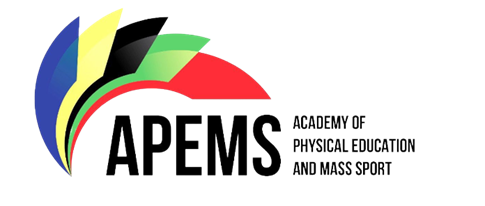 APEMS
ACADEMY OF
PHYSICAL EDUCATION
AND MASS SPORT